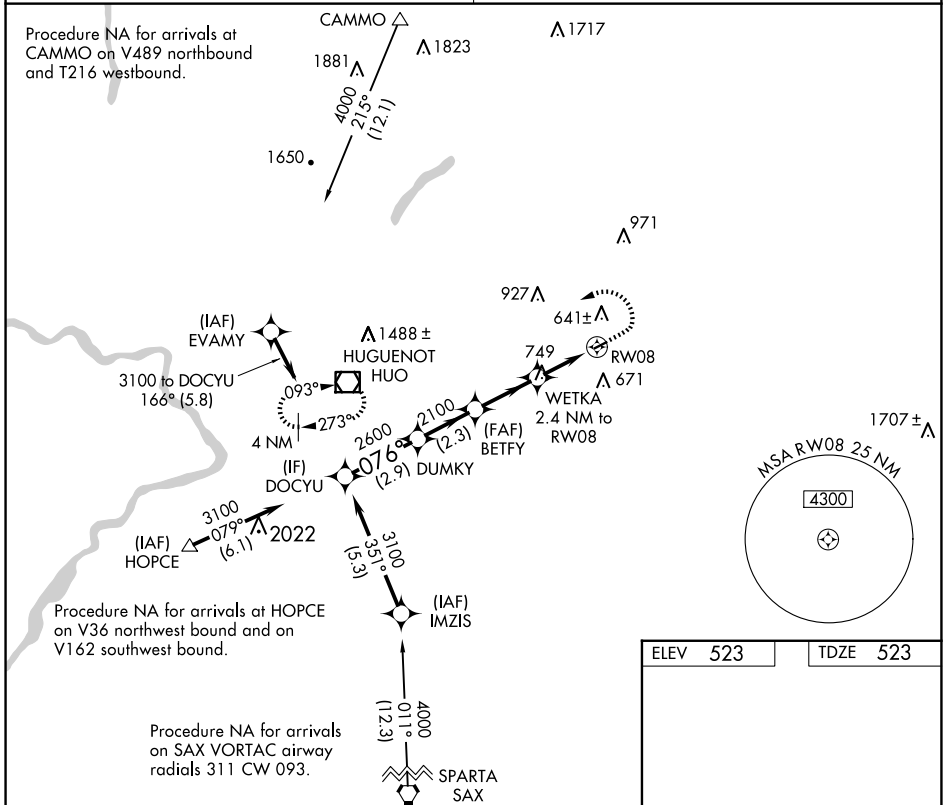 Procedure NA for arrivals at
CAMMO on V489 northbound
and T216 westbound.
CAMMO
1823
1717
1881
4000
215°
(12.1)
1650
971
927
641±
(IAF)
EVAMY
1488 ±
HUGUENOT
HUO
749
RW08
3100 to DOCYU
166° (5.8)
093°
273°
4 NM
671
WETKA
2.4 NM to
RW08
2100
(2.3)
(FAF)
BETFY
1707 ±
2600
076°
(2.9)
DUMKY
(IF)
DOCYU
MSA RW08 25 NM
4300
3100
079°
(6.1)
2022
(IAF)
HOPCE
3100
351°
(5.3)
(IAF)
IMZIS
Procedure NA for arrivals at HOPCE
on V36 northwest bound and on
V162 southwest bound.
ELEV 523
TDZE 523
4000
011°
(12.3)
Procedure NA for arrivals
on SAX VORTAC airway
radials 311 CW 093.
SPARTA
SAX